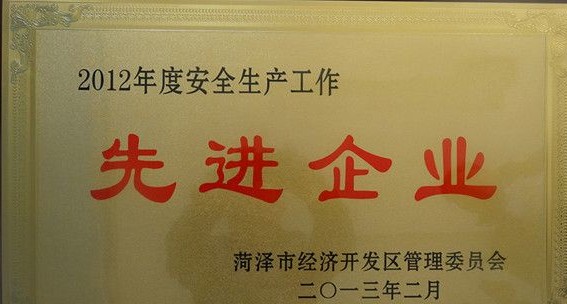 2012年度安全生产工作
先进企业
菏泽市经济开发区管理委员会
二〇一三年二月